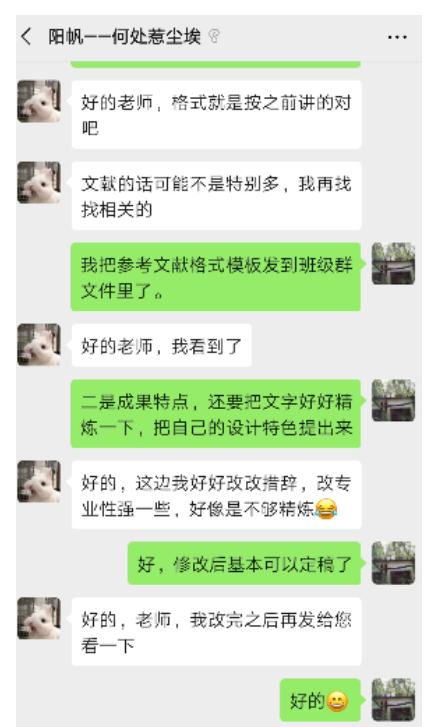 阳帆——何处惹尘埃
好的老师，格式就是按之前讲的对
吧
文献的话可能不是特别多，我再找
找相关的
我把参考文献格式模板发到班级群
文件里了。
好的老师，我看到了
二是成果特点，还要把文字好好精
炼一下，把自己的设计特色提出来
好的，这边我好好改改措辞，改专
业性强一些，好像是不够精炼😂
好，修改后基本可以定稿了
好的，老师，我改完之后再发给您
看一下
好的😄